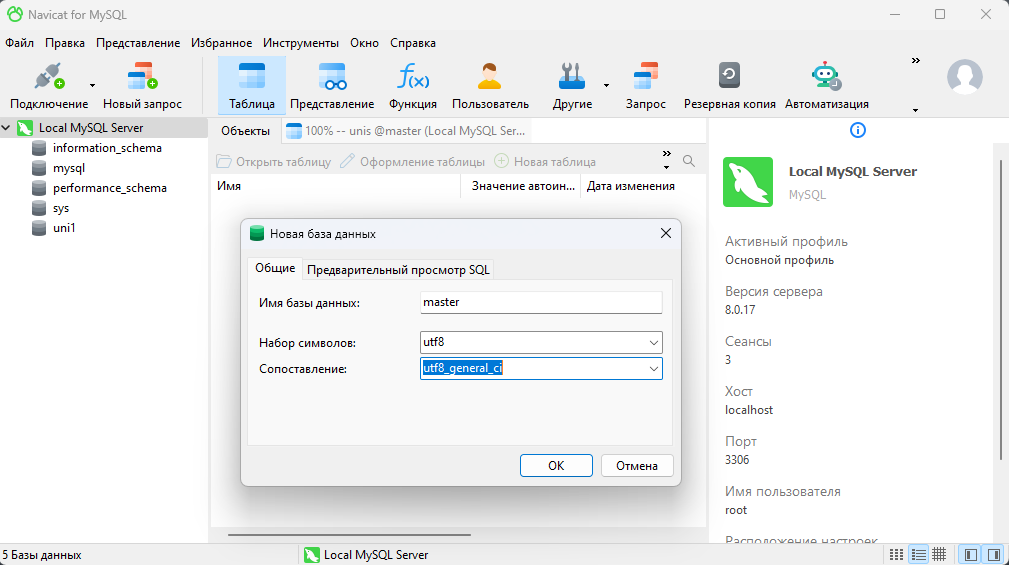 Navicat for MySQL
Файл Правка Представление Избранное Инструменты Окно Справка
Подключение Новый запрос Таблица Представление Функция Пользователь Другие Запрос Резервная копия Автоматизация
Local MySQL Server
information_schema
mysql
performance_schema
sys
uni1
Объекты 100% -- unis @master (Local MySQL Ser...
Открыть таблицу Оформление таблицы Новая таблица
Имя Значение автоин... Дата изменения
Новая база данных
Общие Предварительный просмотр SQL
Имя базы данных: master
Набор символов: utf8
Сопоставление: utf8_general_ci
ОК Отмена
Local MySQL Server
MySQL
Активный профиль
Основной профиль
Версия сервера
8.0.17
Сеансы
3
Хост
localhost
Порт
3306
Имя пользователя
root
Расположение настроек
5 Базы данных Local MySQL Server